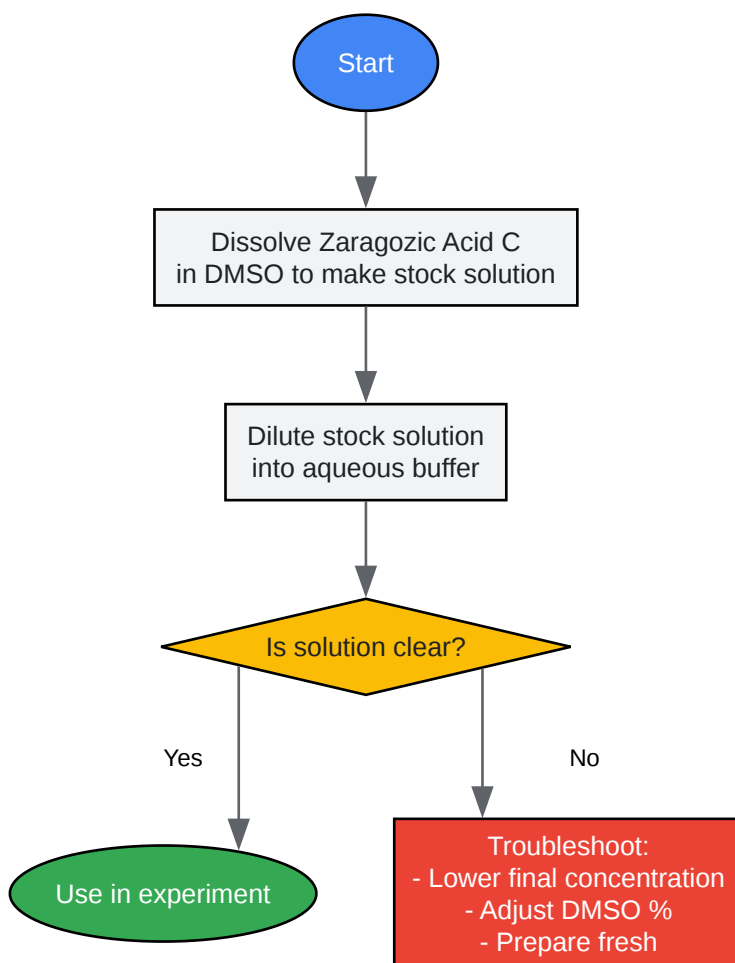 Start
Dissolve Zaragozic Acid C
in DMSO to make stock solution
Dilute stock solution
into aqueous buffer
Is solution clear?
Yes
No
Use in experiment
Troubleshoot:
- Lower final concentration
- Adjust DMSO %
- Prepare fresh